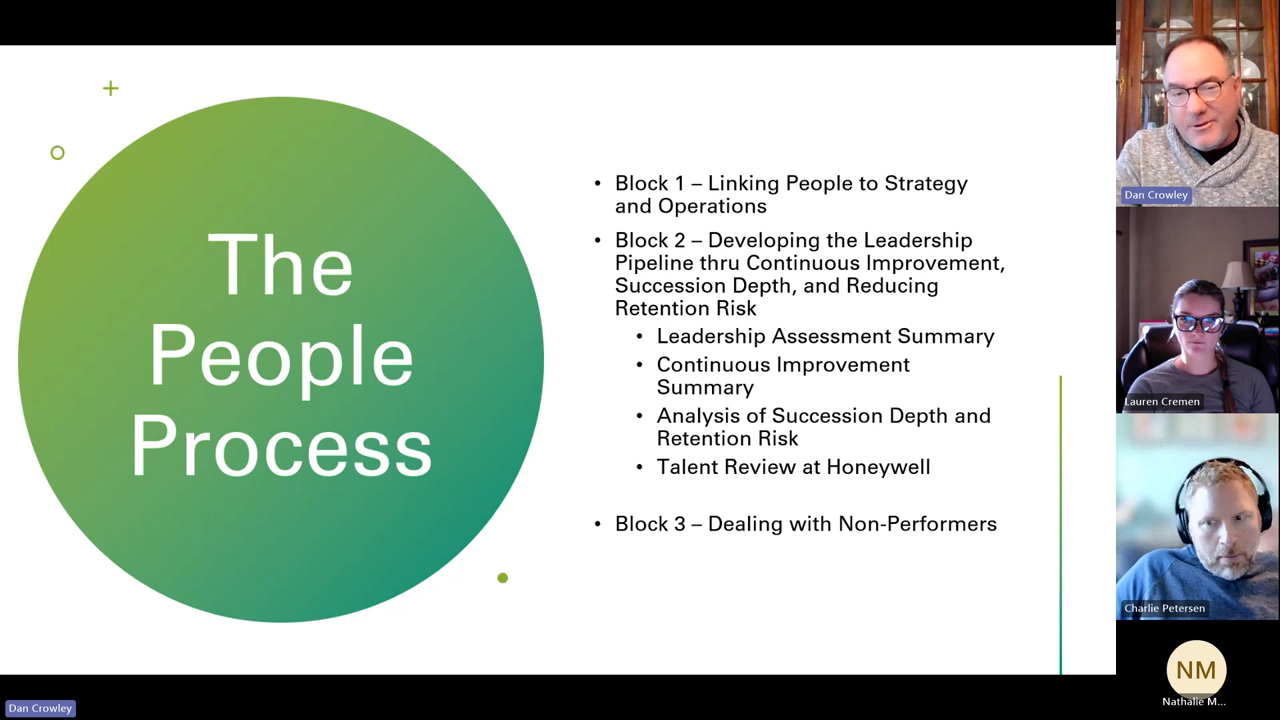 The
People
Process
• Block 1 – Linking People to Strategy
and Operations
• Block 2 – Developing the Leadership
Pipeline thru Continuous Improvement,
Succession Depth, and Reducing
Retention Risk
• Leadership Assessment Summary
• Continuous Improvement
Summary
• Analysis of Succession Depth and
Retention Risk
• Talent Review at Honeywell
• Block 3 – Dealing with Non-Performers
Dan Crowley
Lauren Cremen
Charlie Petersen
NM
Nathalie M...
Dan Crowley